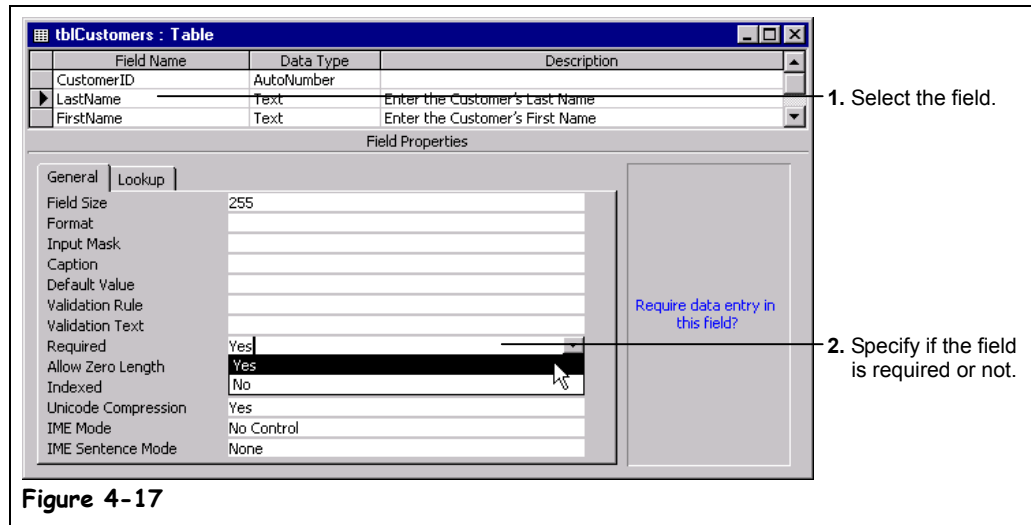 tblCustomers : Table
Field Name Data Type Description
CustomerID AutoNumber
LastName Text Enter the Customer's Last Name
FirstName Text Enter the Customer's First Name
1. Select the field.
Field Properties
General Lookup
Field Size 255
Format
Input Mask
Caption
Default Value
Validation Rule
Validation Text
Required Yes
Allow Zero Length Yes
Indexed No
Unicode Compression Yes
IME Mode No Control
IME Sentence Mode None
Require data entry in
this field?
2. Specify if the field
is required or not.
Figure 4-17